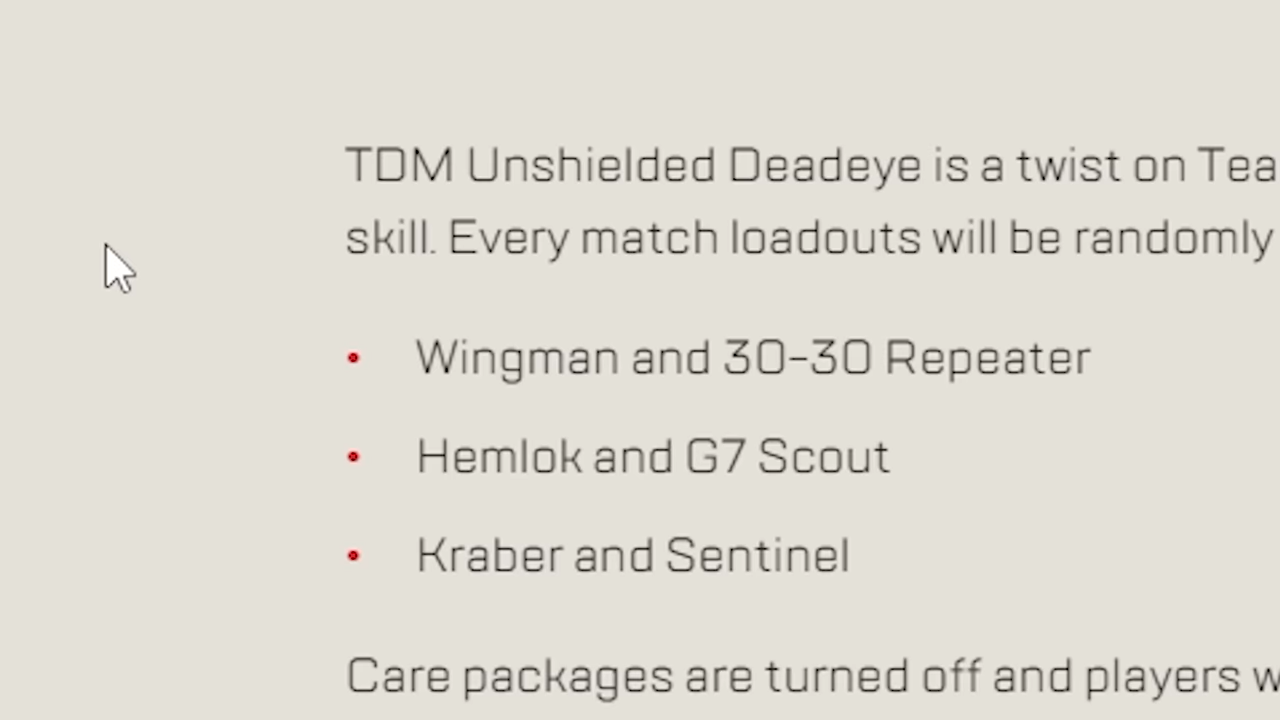 TDM Unshielded Deadeye is a twist on Tea
skill. Every match loadouts will be randomly
• Wingman and 30-30 Repeater
• Hemlok and G7 Scout
• Kraber and Sentinel
Care packages are turned off and players w